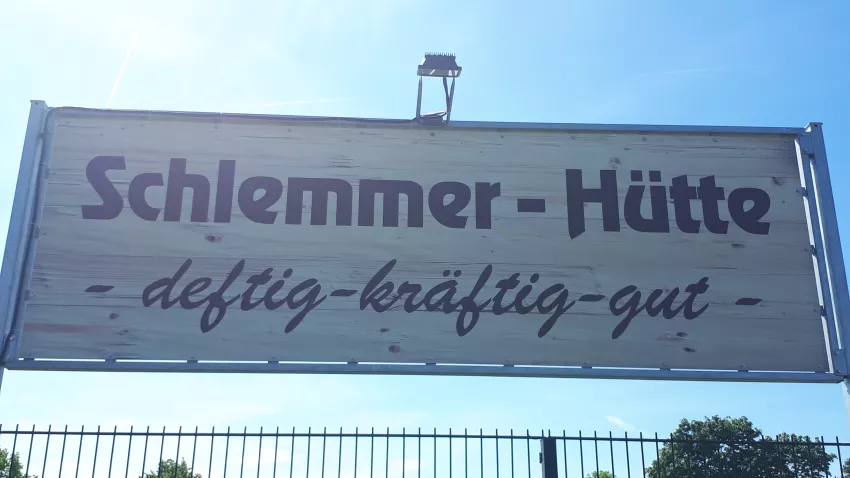 Schlemmer - Hütte
- deftig-kräftig-gut -